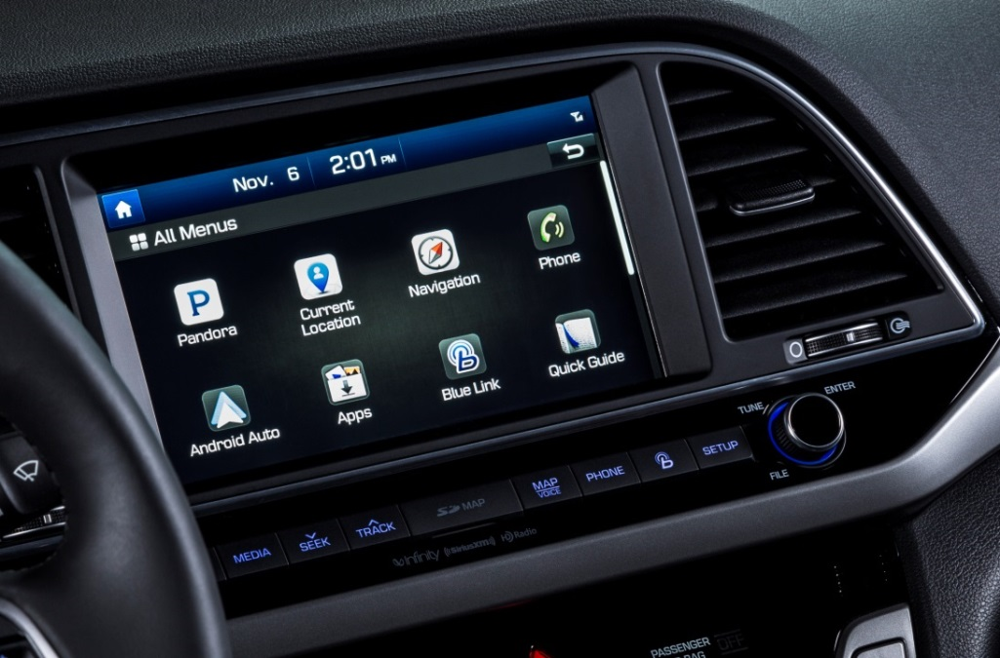 Nov. 6 2:01 PM
All Menus
Pandora
Current
Location
Navigation
Phone
Android Auto
Apps
Blue Link
Quick Guide
TUNE
ENTER
FILE
MEDIA
SEEK
TRACK
SD MAP
MAP
VOICE
PHONE
SETUP
Infinity
SiriusXM
HD Radio
PASSENGER
OFF
BAG